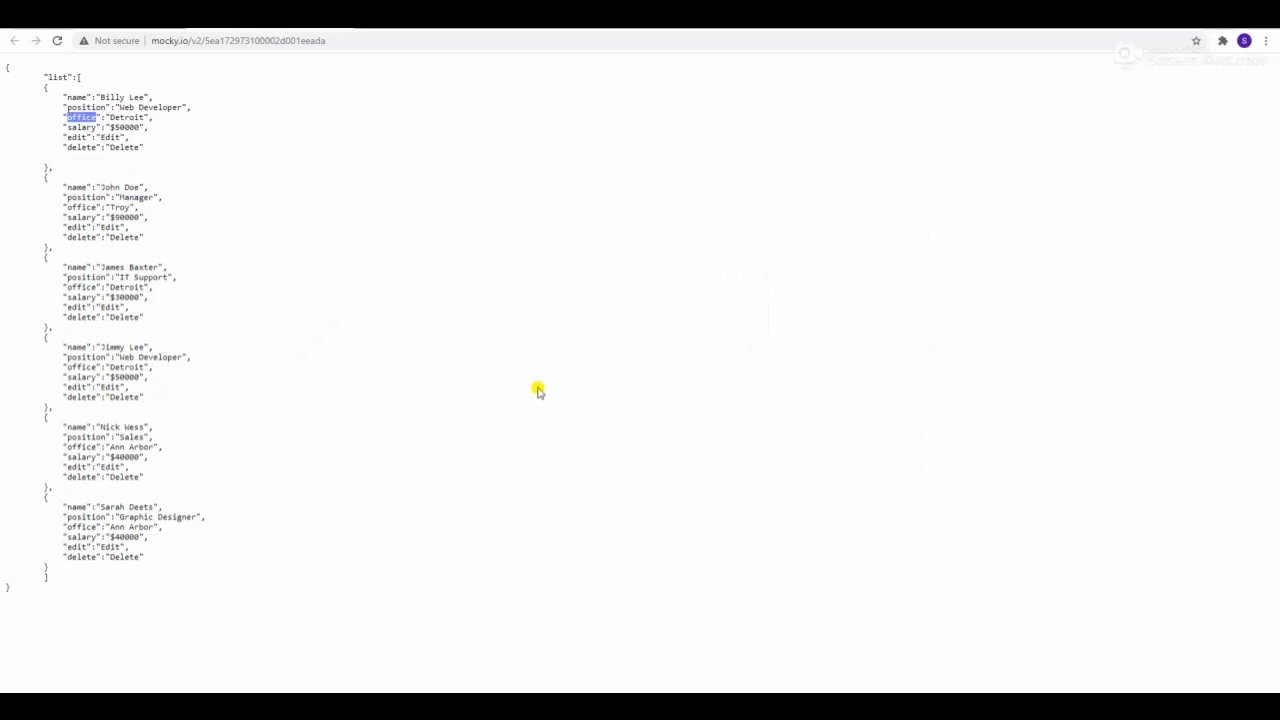 Not secure | mocky.io/v2/5ea172973100002d001eeada
S
{
"list":[
{
"name":"Billy Lee",
"position":"Web Developer",
"office":"Detroit",
"salary":"$50000",
"edit":"Edit",
"delete":"Delete"
},
{
"name":"John Doe",
"position":"Manager",
"office":"Troy",
"salary":"$90000",
"edit":"Edit",
"delete":"Delete"
},
{
"name":"James Baxter",
"position":"IT Support",
"office":"Detroit",
"salary":"$30000",
"edit":"Edit",
"delete":"Delete"
},
{
"name":"Jimmy Lee",
"position":"Web Developer",
"office":"Detroit",
"salary":"$50000",
"edit":"Edit",
"delete":"Delete"
},
{
"name":"Nick Wess",
"position":"Sales",
"office":"Ann Arbor",
"salary":"$40000",
"edit":"Edit",
"delete":"Delete"
},
{
"name":"Sarah Deets",
"position":"Graphic Designer",
"office":"Ann Arbor",
"salary":"$40000",
"edit":"Edit",
"delete":"Delete"
}
]
}